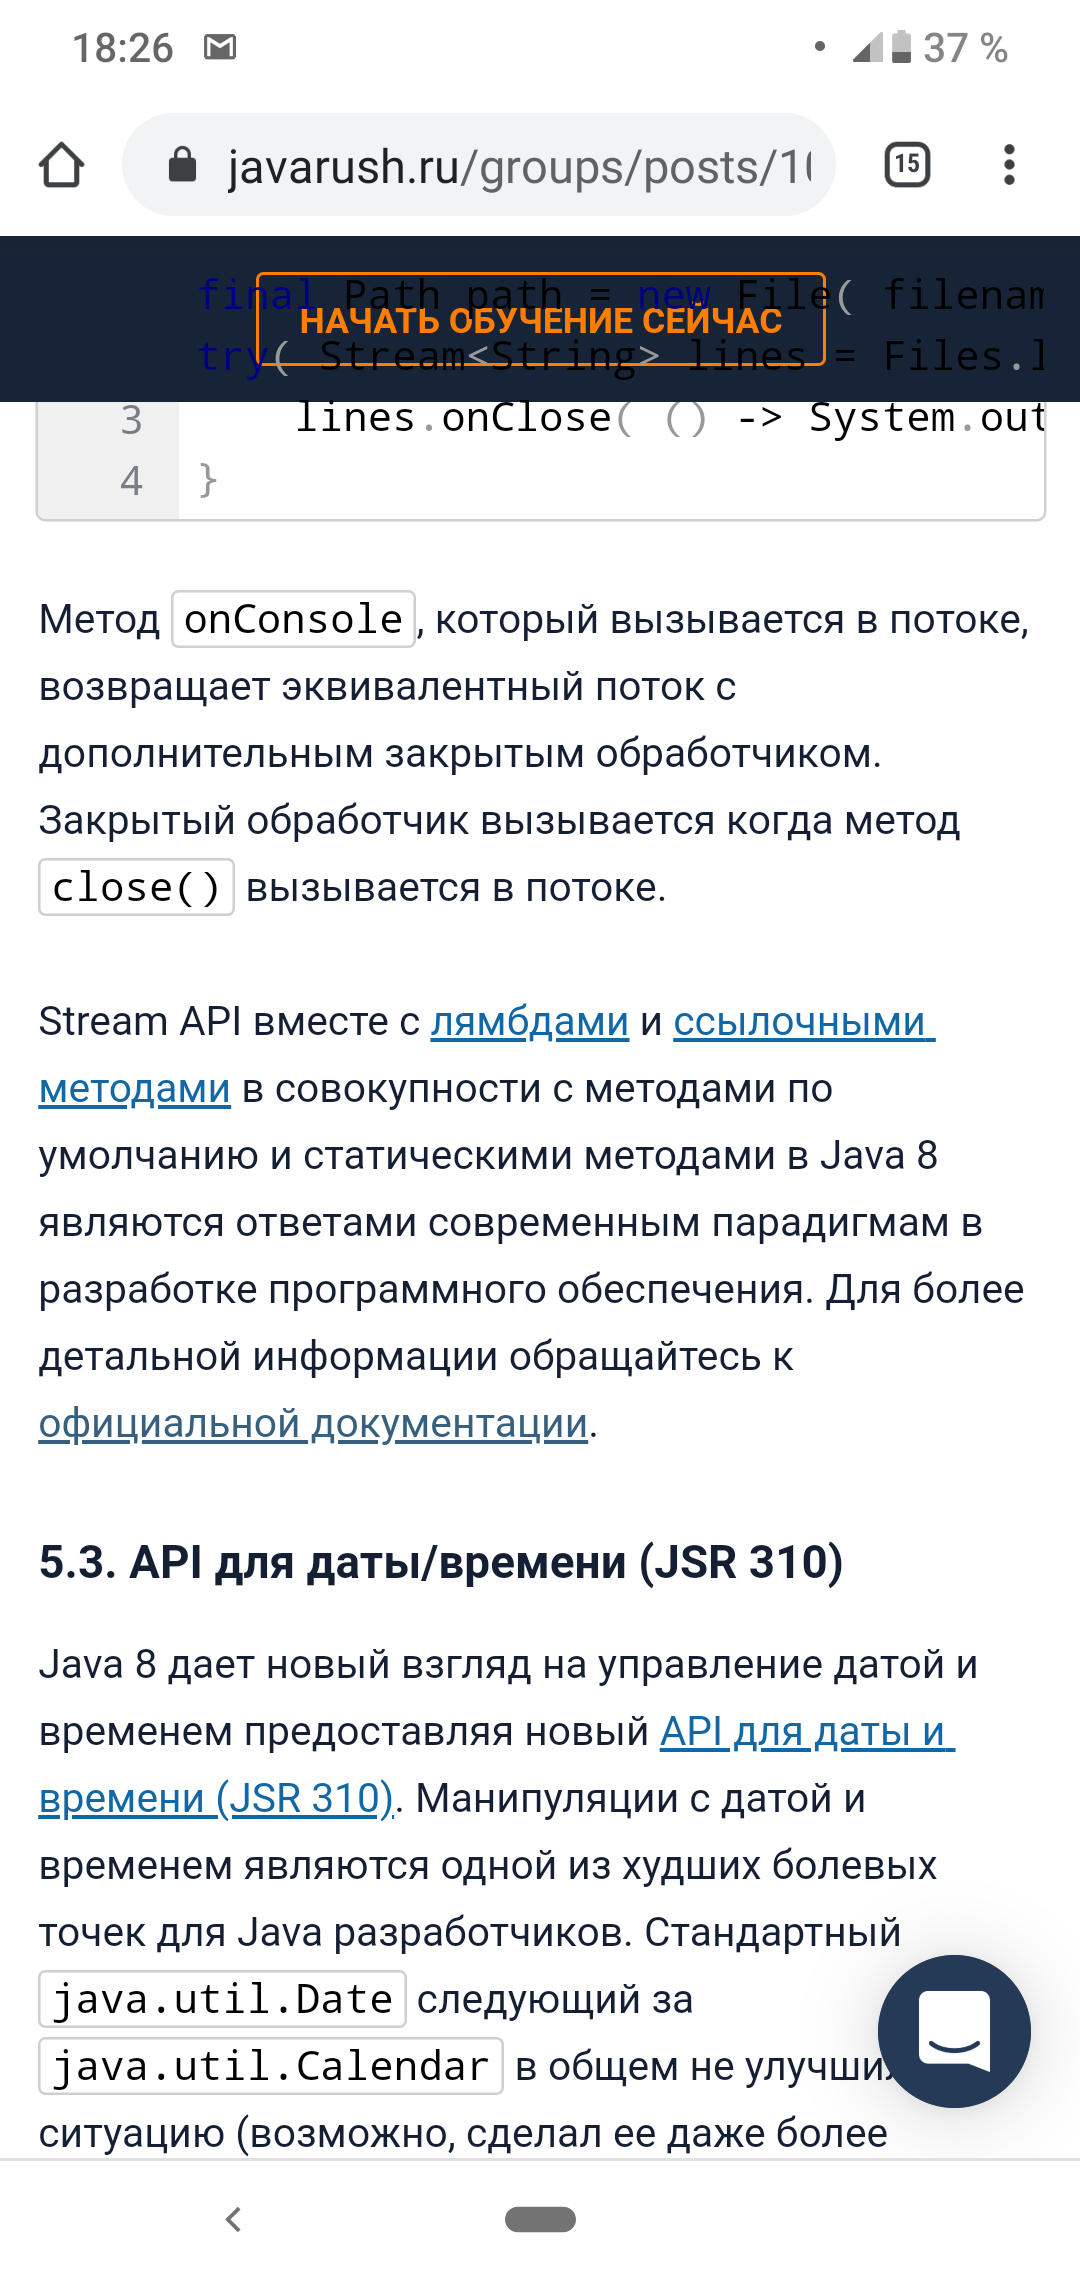 18:26
37 %
javarush.ru/groups/posts/1
15
final Path path = new File( filenam
НАЧАТЬ ОБУЧЕНИЕ СЕЙЧАС
try( Stream<String> lines = Files.l
3 lines.onClose( () -> System.out
4 }
Метод onConsole, который вызывается в потоке,
возвращает эквивалентный поток с
дополнительным закрытым обработчиком.
Закрытый обработчик вызывается когда метод
close() вызывается в потоке.
Stream API вместе с лямбдами и ссылочными
методами в совокупности с методами по
умолчанию и статическими методами в Java 8
являются ответами современным парадигмам в
разработке программного обеспечения. Для более
детальной информации обращайтесь к
официальной документации.
5.3. API для даты/времени (JSR 310)
Java 8 дает новый взгляд на управление датой и
временем предоставляя новый API для даты и
времени (JSR 310). Манипуляции с датой и
временем являются одной из худших болевых
точек для Java разработчиков. Стандартный
java.util.Date следующий за
java.util.Calendar в общем не улучшил
ситуацию (возможно, сделал ее даже более